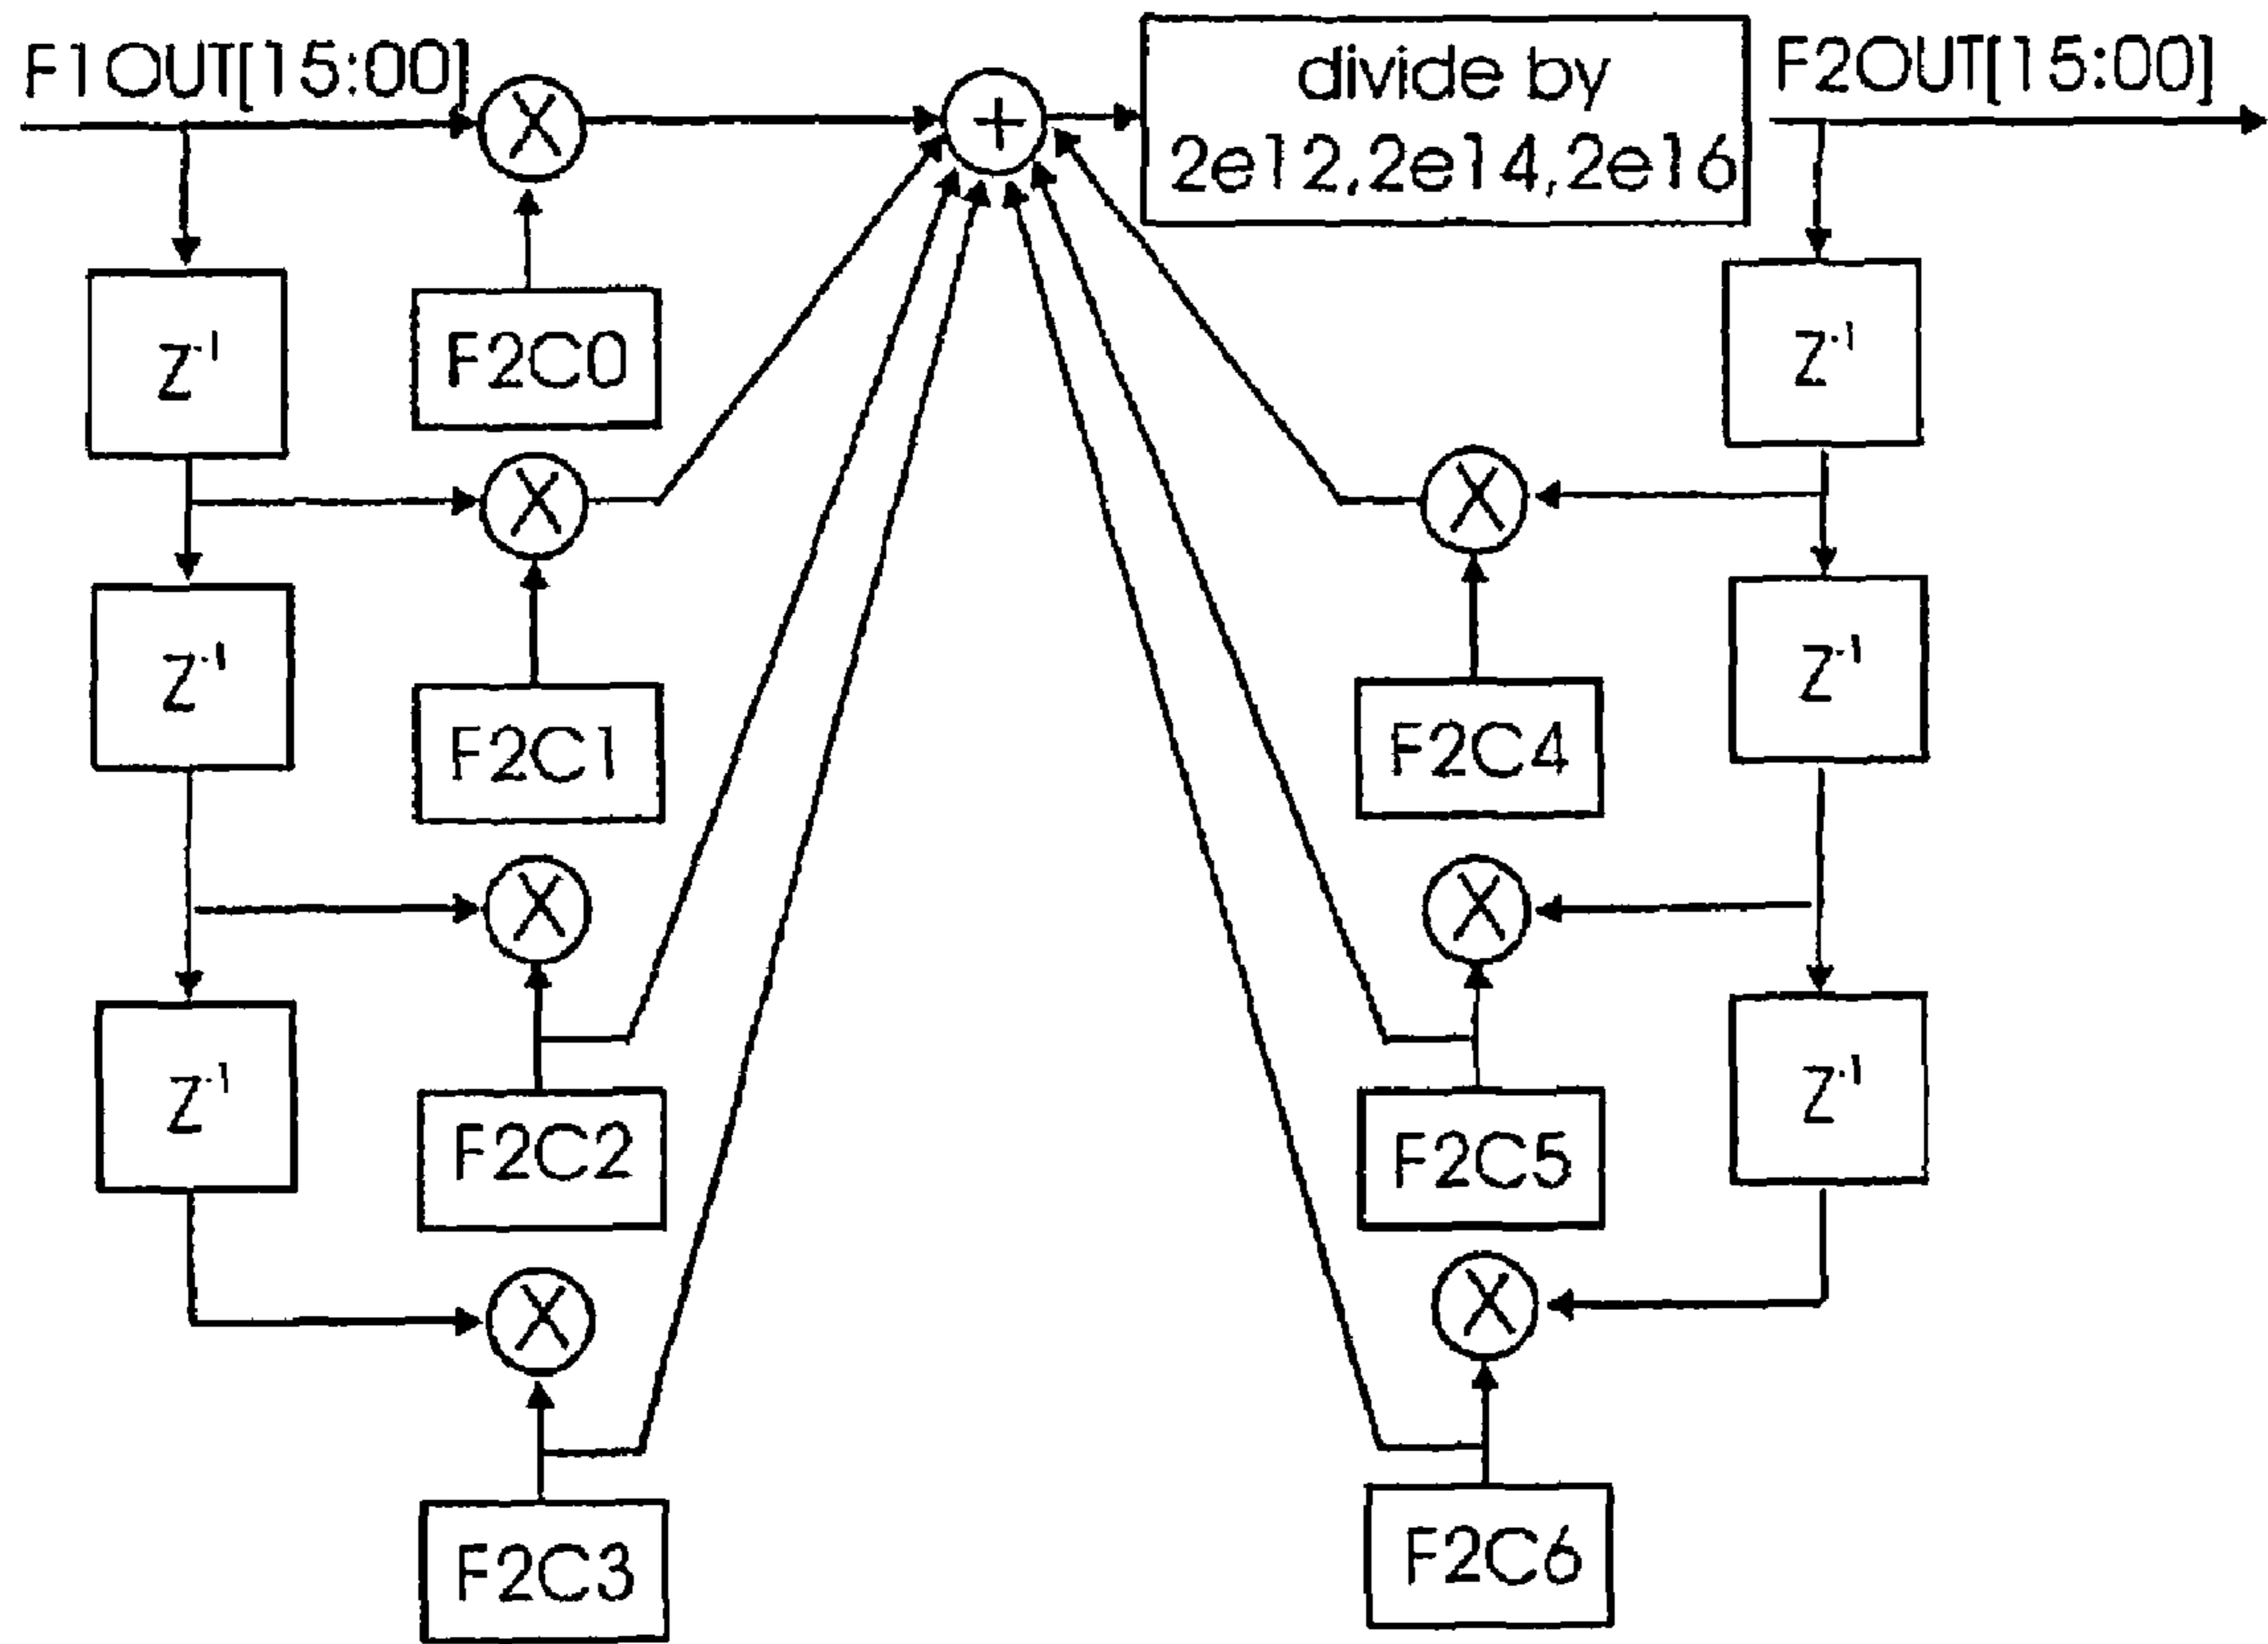 F1OUT[15:00]
X
+
divide by
2e12,2e14,2e16
F2OUT[15:00]
Z-1
F2C0
Z-1
X
X
Z-1
F2C1
F2C4
Z-1
X
X
Z-1
F2C2
F2C5
Z-1
X
X
F2C3
F2C6